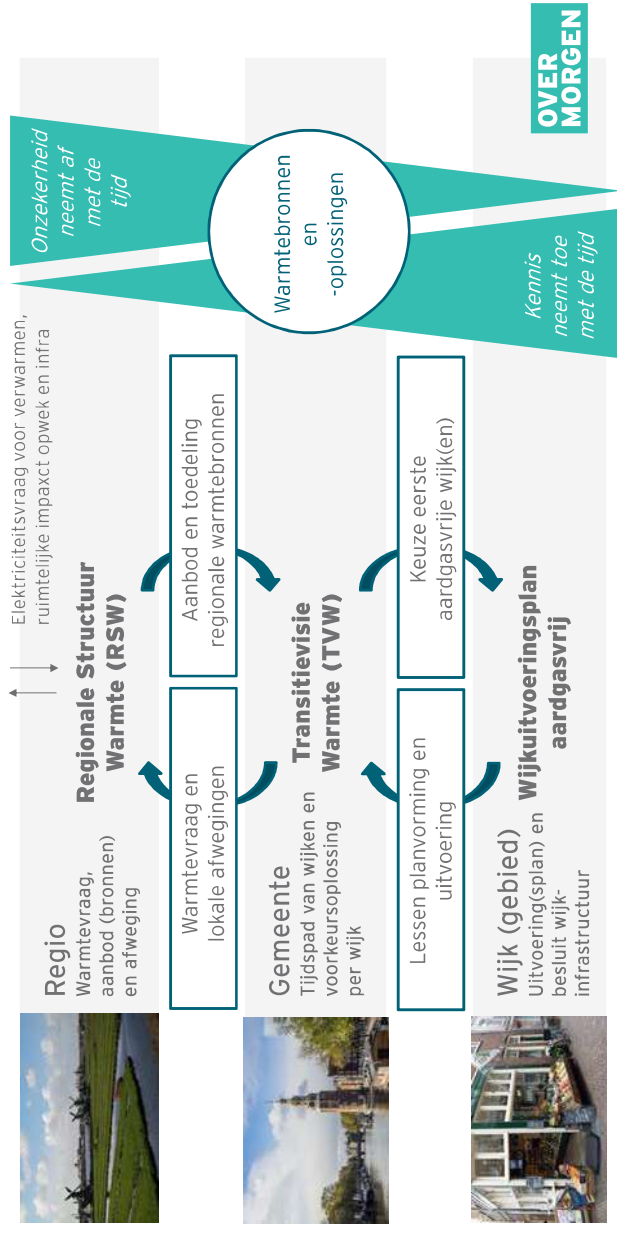 Elektriciteitsvraag voor verwarmen,
ruimtelijke impaxct opwek en infra
Regio
Warmtevraag,
aanbod (bronnen)
en afweging
Regionale Structuur
Warmte (RSW)
Onzekerheid
neemt af
met de
tijd
Warmtevraag en
lokale afwegingen
Aanbod en toedeling
regionale warmtebronnen
Gemeente
Tijdspad van wijken en
voorkeursoplossing
per wijk
Transitievisie
Warmte (TVW)
Warmtebronnen
en
-oplossingen
Lessen planvorming en
uitvoering
Keuze eerste
aardgasvrije wijk(en)
Wijk (gebied)
Uitvoering(splan) en
besluit wijk-
infrastructuur
Wijkuitvoeringsplan
aardgasvrij
Kennis
neemt toe
met de tijd
OVER
MORGEN